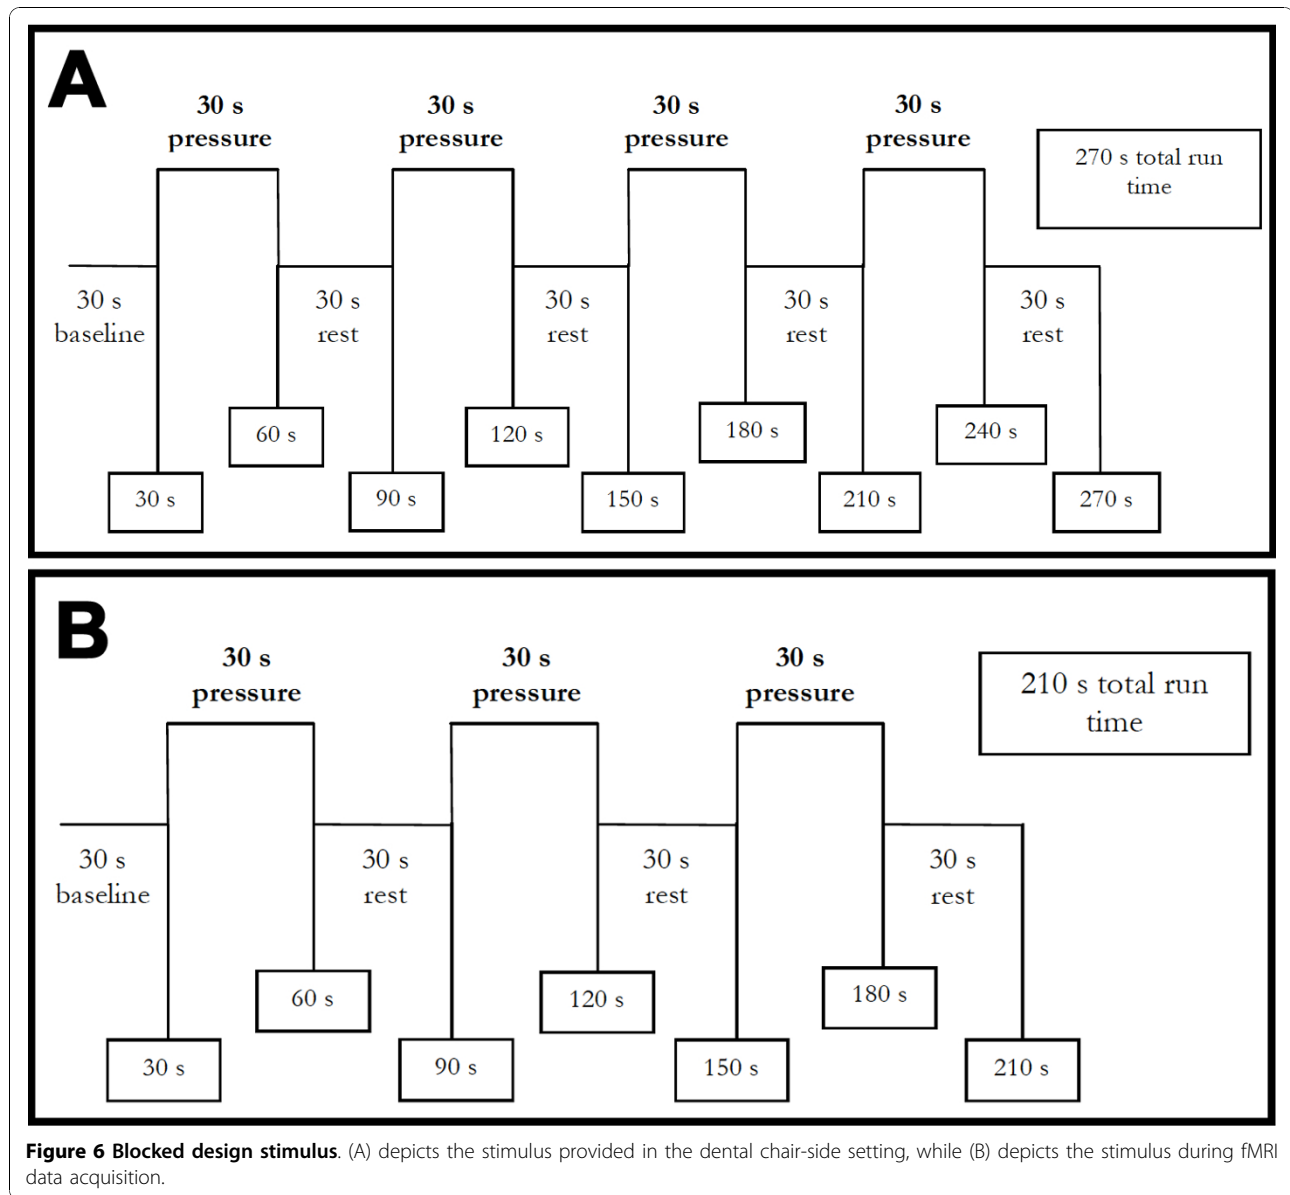 A
30 s
pressure
30 s
pressure
30 s
pressure
30 s
pressure
270 s total run
time
30 s
baseline
30 s
rest
30 s
rest
30 s
rest
30 s
rest
60 s
120 s
180 s
240 s
30 s
90 s
150 s
210 s
270 s
B
30 s
pressure
30 s
pressure
30 s
pressure
210 s total run
time
30 s
baseline
30 s
rest
30 s
rest
30 s
rest
60 s
120 s
180 s
30 s
90 s
150 s
210 s
Figure 6 Blocked design stimulus. (A) depicts the stimulus provided in the dental chair-side setting, while (B) depicts the stimulus during fMRI
data acquisition.